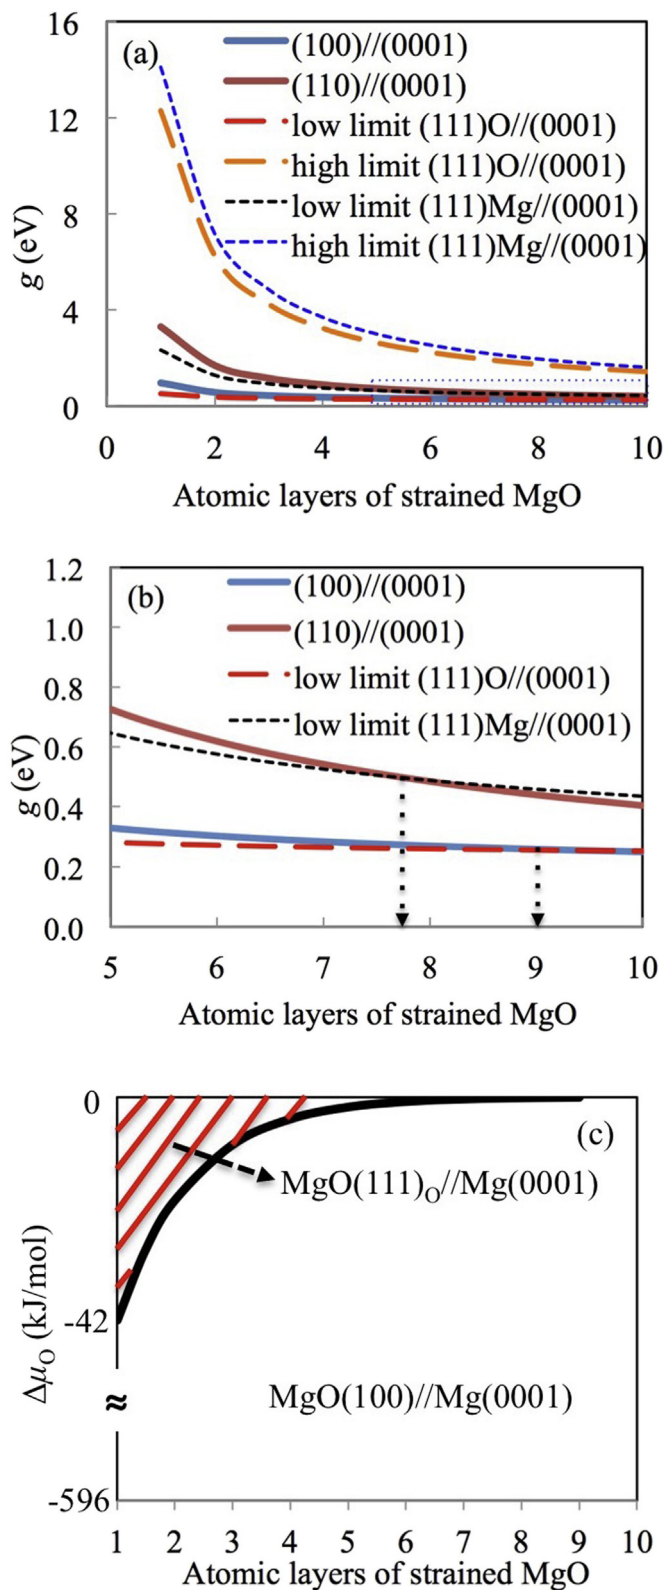 16
(a)
(100)//(0001)
(110)//(0001)
low limit (111)O//(0001)
high limit (111)O//(0001)
low limit (111)Mg//(0001)
high limit (111)Mg//(0001)
12
8
4
0
g (eV)
0 2 4 6 8 10
Atomic layers of strained MgO
1.2
(b)
(100)//(0001)
(110)//(0001)
low limit (111)O//(0001)
low limit (111)Mg//(0001)
1.0
0.8
0.6
0.4
0.2
0.0
g (eV)
5 6 7 8 9 10
Atomic layers of strained MgO
0
(c)
MgO(111)O//Mg(0001)
-42
ΔμO (kJ/mol)
≈
MgO(100)//Mg(0001)
-596
1 2 3 4 5 6 7 8 9 10
Atomic layers of strained MgO